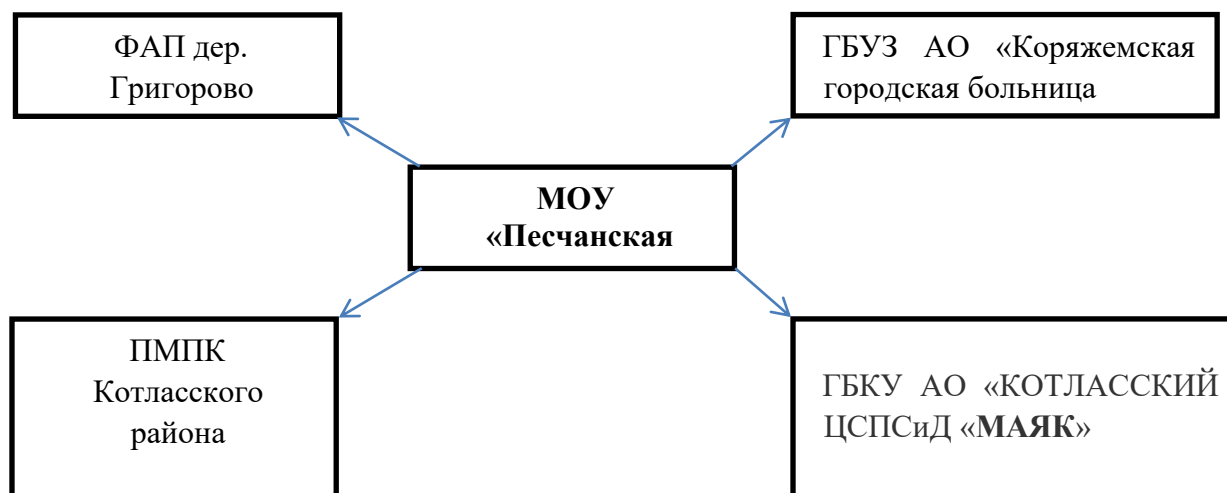 ФАП дер.
Григорово
ГБУЗ АО «Коряжемская
городская больница
МОУ
«Песчанская
ПМПК
Котласского
района
ГБКУ АО «КОТЛАССКИЙ
ЦСПСиД «МАЯК»